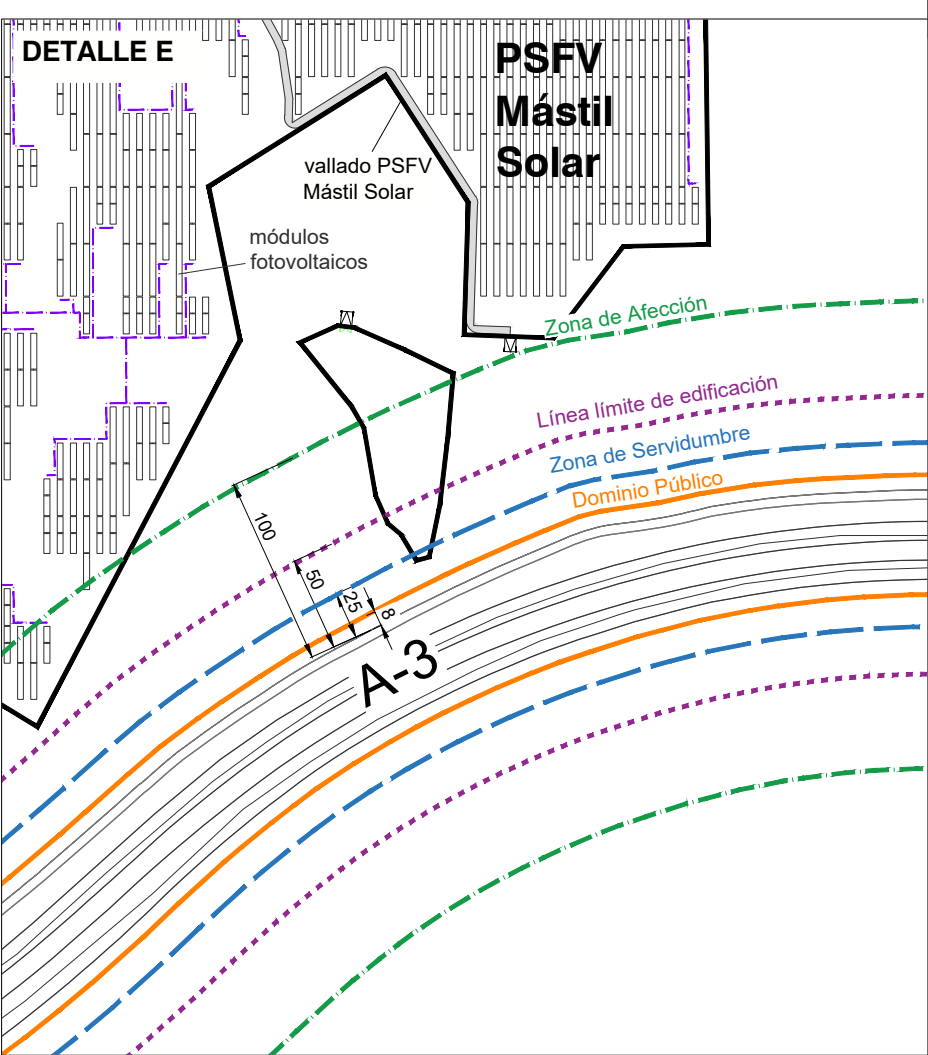 DETALLE E
PSFV
Mástil
Solar
vallado PSFV
Mástil Solar
módulos
fotovoltaicos
Zona de Afección
Línea límite de edificación
Zona de Servidumbre
Dominio Público
100
50
25
8
A-3